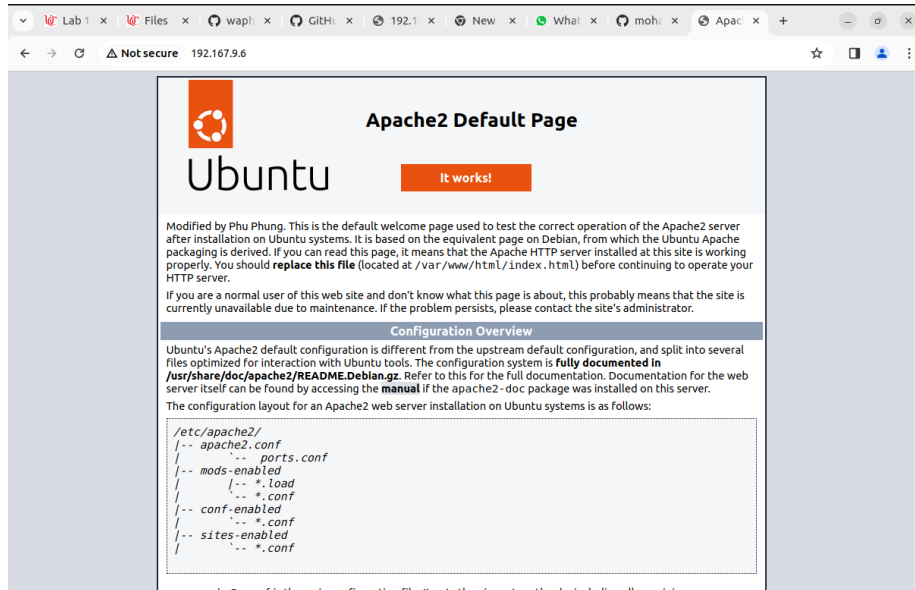 Lab 1
Files
waph
GitHu
192.1
New
What
moha
Apac
Not secure 192.167.9.6
Apache2 Default Page
Ubuntu
It works!
Modified by Phu Phung. This is the default welcome page used to test the correct operation of the Apache2 server
after installation on Ubuntu systems. It is based on the equivalent page on Debian, from which the Ubuntu Apache
packaging is derived. If you can read this page, it means that the Apache HTTP server installed at this site is working
properly. You should replace this file (located at /var/www/html/index.html) before continuing to operate your
HTTP server.
If you are a normal user of this web site and don't know what this page is about, this probably means that the site is
currently unavailable due to maintenance. If the problem persists, please contact the site's administrator.
Configuration Overview
Ubuntu's Apache2 default configuration is different from the upstream default configuration, and split into several
files optimized for interaction with Ubuntu tools. The configuration system is fully documented in
/usr/share/doc/apache2/README.Debian.gz. Refer to this for the full documentation. Documentation for the web
server itself can be found by accessing the manual if the apache2-doc package was installed on this server.
The configuration layout for an Apache2 web server installation on Ubuntu systems is as follows:
/etc/apache2/
|-- apache2.conf
|       `--  ports.conf
|-- mods-enabled
|       |-- *.load
|       `-- *.conf
|-- conf-enabled
|       `-- *.conf
|-- sites-enabled
|       `-- *.conf